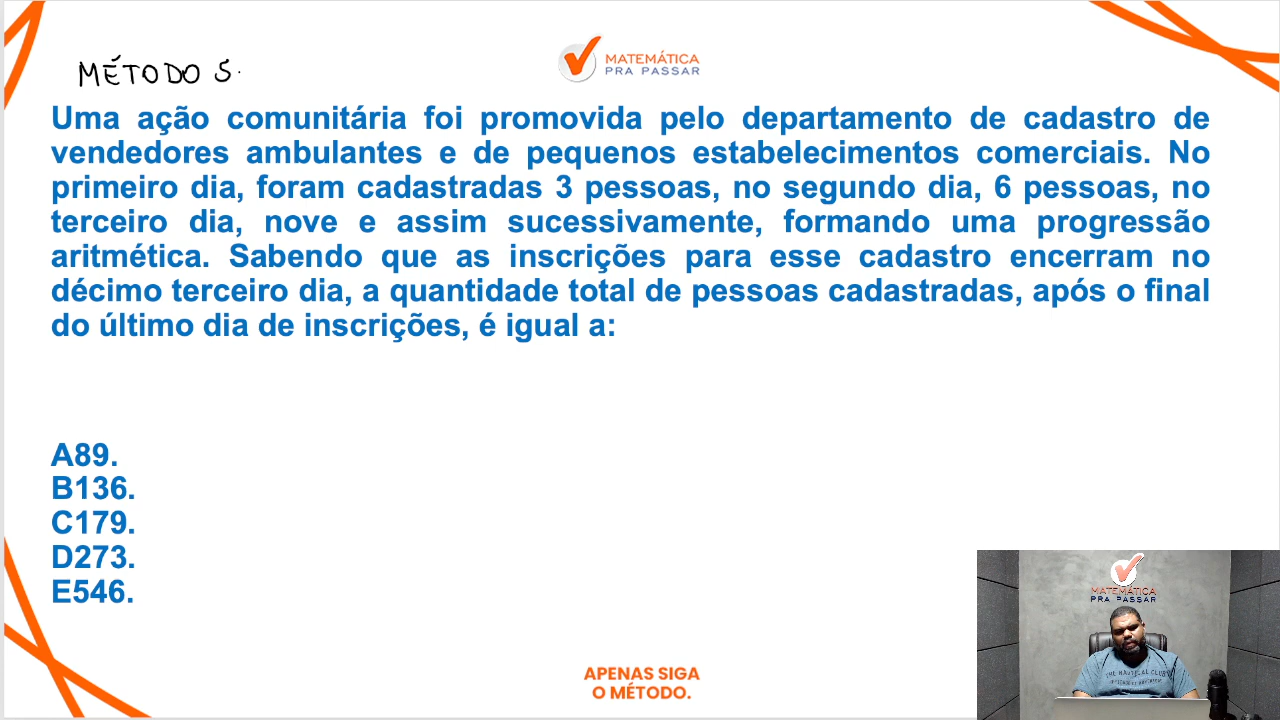 MÉTODO 5.
MATEMÁTICA
PRA PASSAR
Uma ação comunitária foi promovida pelo departamento de cadastro de
vendedores ambulantes e de pequenos estabelecimentos comerciais. No
primeiro dia, foram cadastradas 3 pessoas, no segundo dia, 6 pessoas, no
terceiro dia, nove e assim sucessivamente, formando uma progressão
aritmética. Sabendo que as inscrições para esse cadastro encerram no
décimo terceiro dia, a quantidade total de pessoas cadastradas, após o final
do último dia de inscrições, é igual a:
A89.
B136.
C179.
D273.
E546.
MATEMÁTICA
PRA PASSAR
THE NAUTICAL CLUB
APENAS SIGA
O MÉTODO.